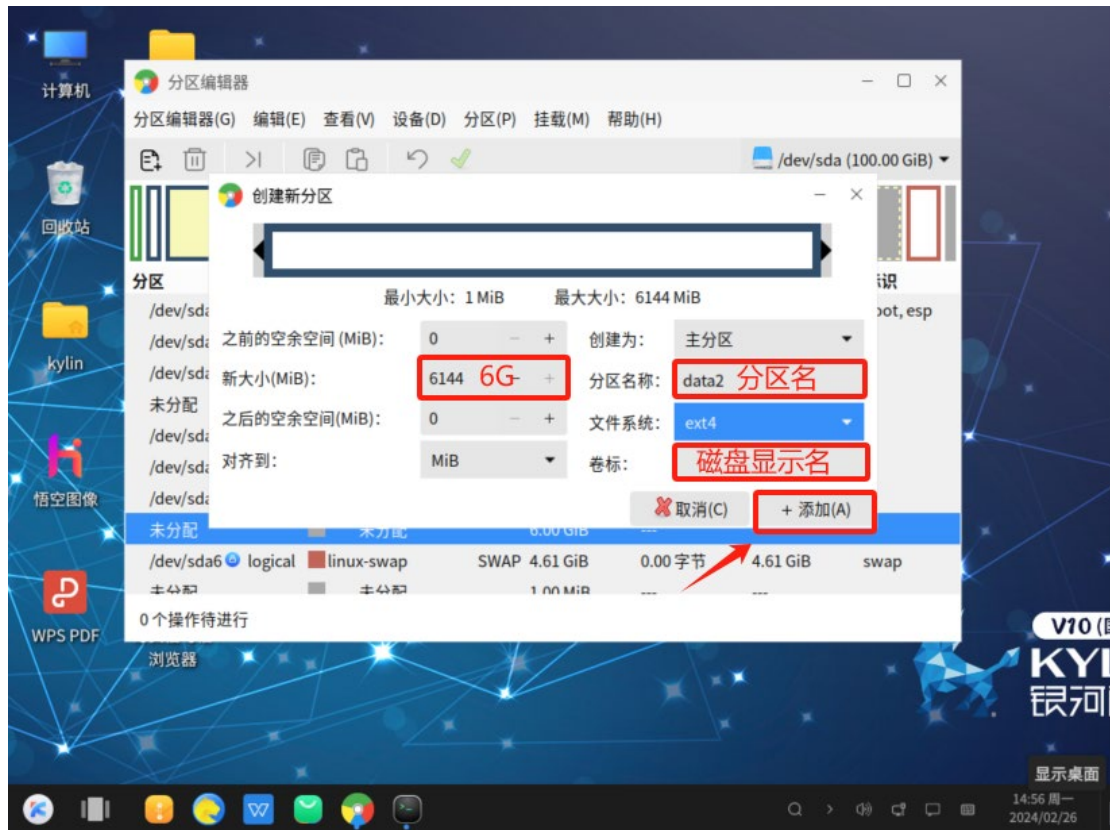 计算机
回收站
kylin
悟空图像
WPS PDF
浏览器
分区编辑器
分区编辑器(G) 编辑(E) 查看(V) 设备(D) 分区(P) 挂载(M) 帮助(H)
/dev/sda (100.00 GiB)
创建新分区
最小大小：1 MiB 最大大小：6144 MiB
之前的空余空间 (MiB)： 0 − + 创建为： 主分区
新大小(MiB)： 6144 6G − + 分区名称： data2 分区名
之后的空余空间(MiB)： 0 − + 文件系统： ext4
对齐到： MiB 卷标： 磁盘显示名
取消(C) + 添加(A)
分区
/dev/sda
/dev/sda
/dev/sda
未分配
/dev/sda
/dev/sda
/dev/sda
oot, esp
未分配 未分配 6.00 GiB ---
/dev/sda6 logical linux-swap SWAP 4.61 GiB 0.00 字节 4.61 GiB swap
未分配 未分配 1.00 MiB --- ---
0 个操作待进行
V10
KY
银河
显示桌面
14:56 周一
2024/02/26